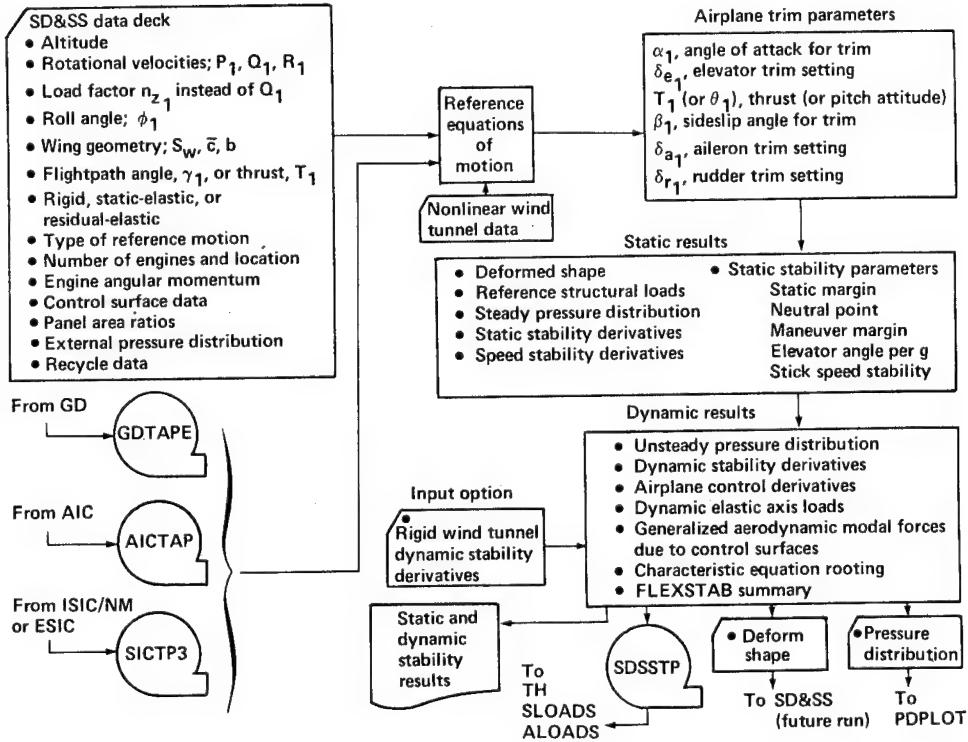 SD&SS data deck
• Altitude
• Rotational velocities; P₁, Q₁, R₁
• Load factor n_z₁ instead of Q₁
• Roll angle; ϕ₁
• Wing geometry; S_w, c̄, b
• Flightpath angle, γ₁, or thrust, T₁
• Rigid, static-elastic, or
residual-elastic
• Type of reference motion
• Number of engines and location
• Engine angular momentum
• Control surface data
• Panel area ratios
• External pressure distribution
• Recycle data
From GD
GDTAPE
From AIC
AICTAP
From ISIC/NM
or ESIC
SICTP3
Reference
equations
of
motion
Nonlinear wind
tunnel data
Airplane trim parameters
α₁, angle of attack for trim
δ_e₁, elevator trim setting
T₁ (or θ₁), thrust (or pitch attitude)
β₁, sideslip angle for trim
δ_a₁, aileron trim setting
δ_r₁, rudder trim setting
Static results
• Deformed shape
• Reference structural loads
• Steady pressure distribution
• Static stability derivatives
• Speed stability derivatives
• Static stability parameters
Static margin
Neutral point
Maneuver margin
Elevator angle per g
Stick speed stability
Dynamic results
• Unsteady pressure distribution
• Dynamic stability derivatives
• Airplane control derivatives
• Dynamic elastic axis loads
• Generalized aerodynamic modal forces
due to control surfaces
• Characteristic equation rooting
• FLEXSTAB summary
Input option
• Rigid wind tunnel
dynamic stability
derivatives
Static and
dynamic
stability
results
SDSSTP
To
TH
SLOADS
ALOADS
• Deform
shape
To SD&SS
(future run)
• Pressure
distribution
To
PDPLOT